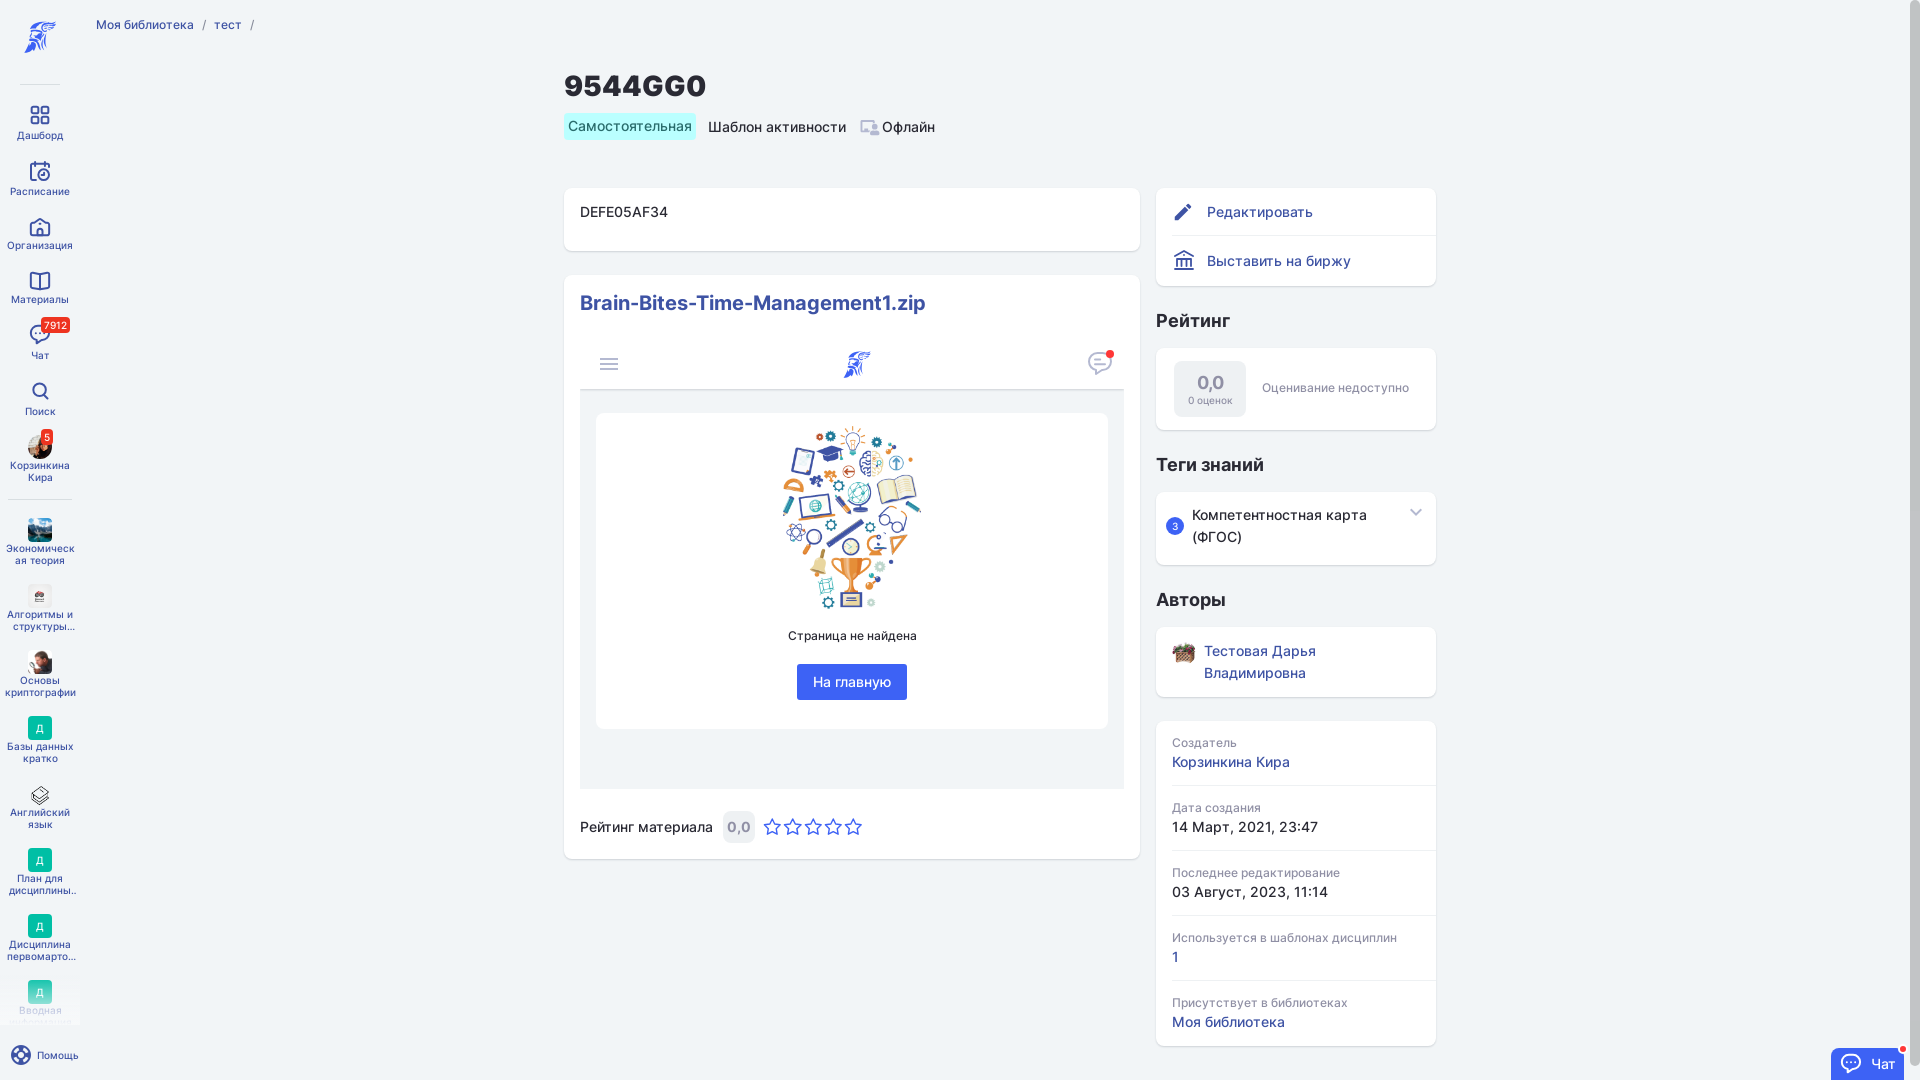 Моя библиотека / тест /
Дашборд
Расписание
Организация
Материалы
7912
Чат
Поиск
5
Корзинкина
Кира
Экономическ
ая теория
Алгоритмы и
структуры...
Основы
криптографии
Д
Базы данных
кратко
Английский
язык
Д
План для
дисциплины..
Д
Дисциплина
первомарто...
Д
Вводная
Помощь
9544GG0
Самостоятельная Шаблон активности Офлайн
DEFE05AF34
Brain-Bites-Time-Management1.zip
Страница не найдена
На главную
Рейтинг материала 0,0
Редактировать
Выставить на биржу
Рейтинг
0,0
0 оценок
Оценивание недоступно
Теги знаний
3
Компетентностная карта
(ФГОС)
Авторы
Тестовая Дарья
Владимировна
Создатель
Корзинкина Кира
Дата создания
14 Март, 2021, 23:47
Последнее редактирование
03 Август, 2023, 11:14
Используется в шаблонах дисциплин
1
Присутствует в библиотеках
Моя библиотека
Чат